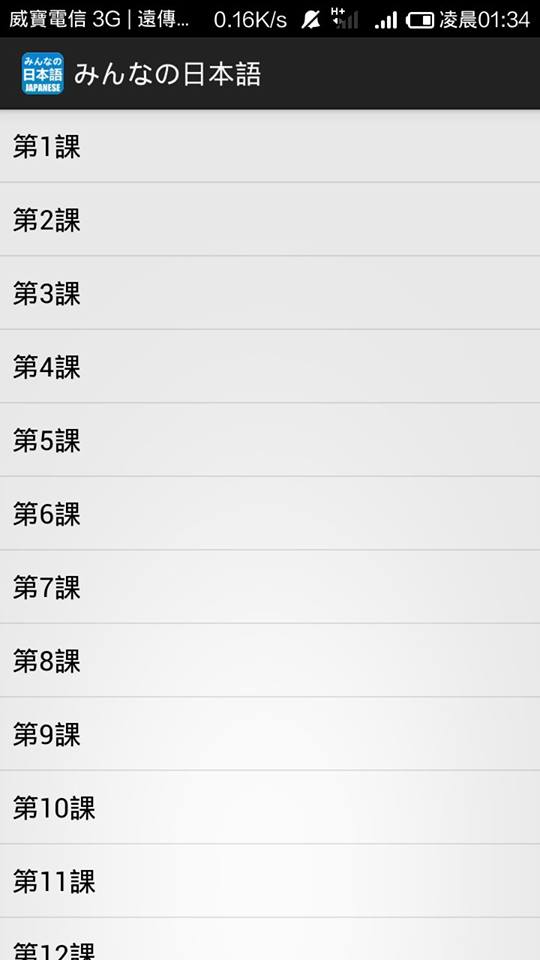 威寶電信 3G | 遠傳... 0.16K/s H+ 凌晨01:34
みんなの
日本語
JAPANESE
みんなの日本語
第1課
第2課
第3課
第4課
第5課
第6課
第7課
第8課
第9課
第10課
第11課
第12課